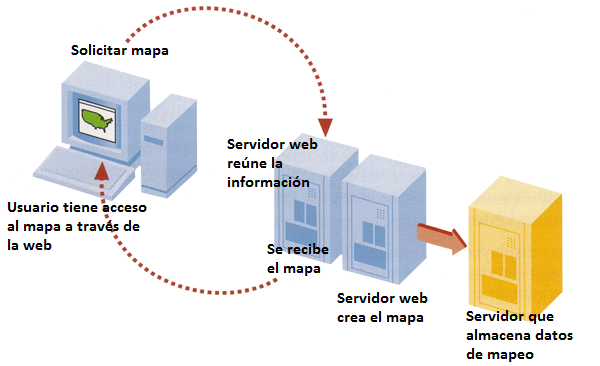 Solicitar mapa
Servidor web
reúne la
información
Usuario tiene acceso
al mapa a través de
la web
Se recibe
el mapa
Servidor web
crea el mapa
Servidor que
almacena datos
de mapeo